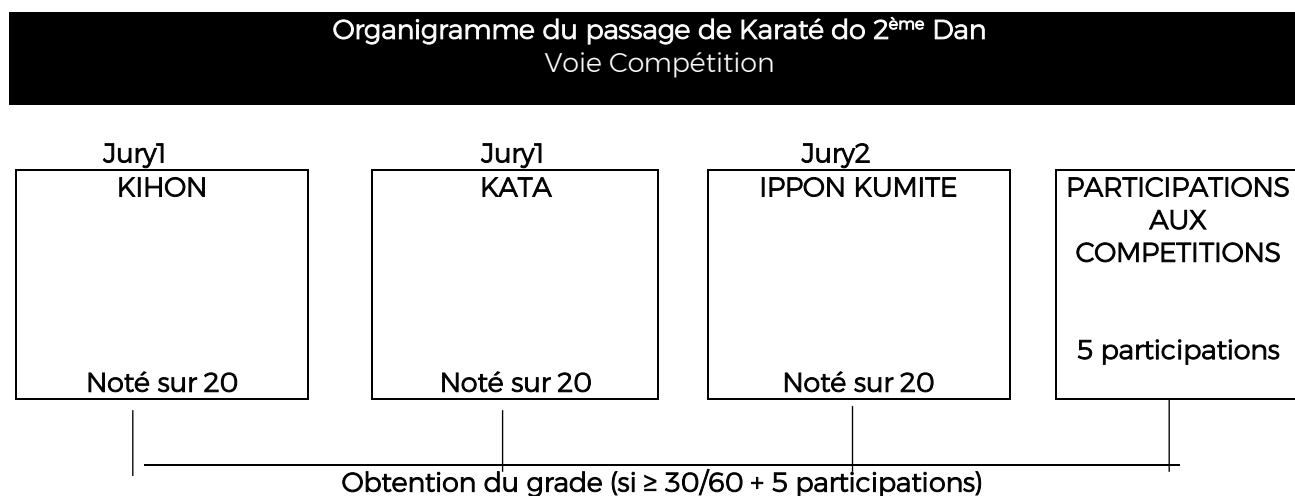 Organigramme du passage de Karaté do 2ème Dan
Voie Compétition
Jury1
KIHON
Noté sur 20
Jury1
KATA
Noté sur 20
Jury2
IPPON KUMITE
Noté sur 20
PARTICIPATIONS
AUX
COMPETITIONS
5 participations
Obtention du grade (si ≥ 30/60 + 5 participations)